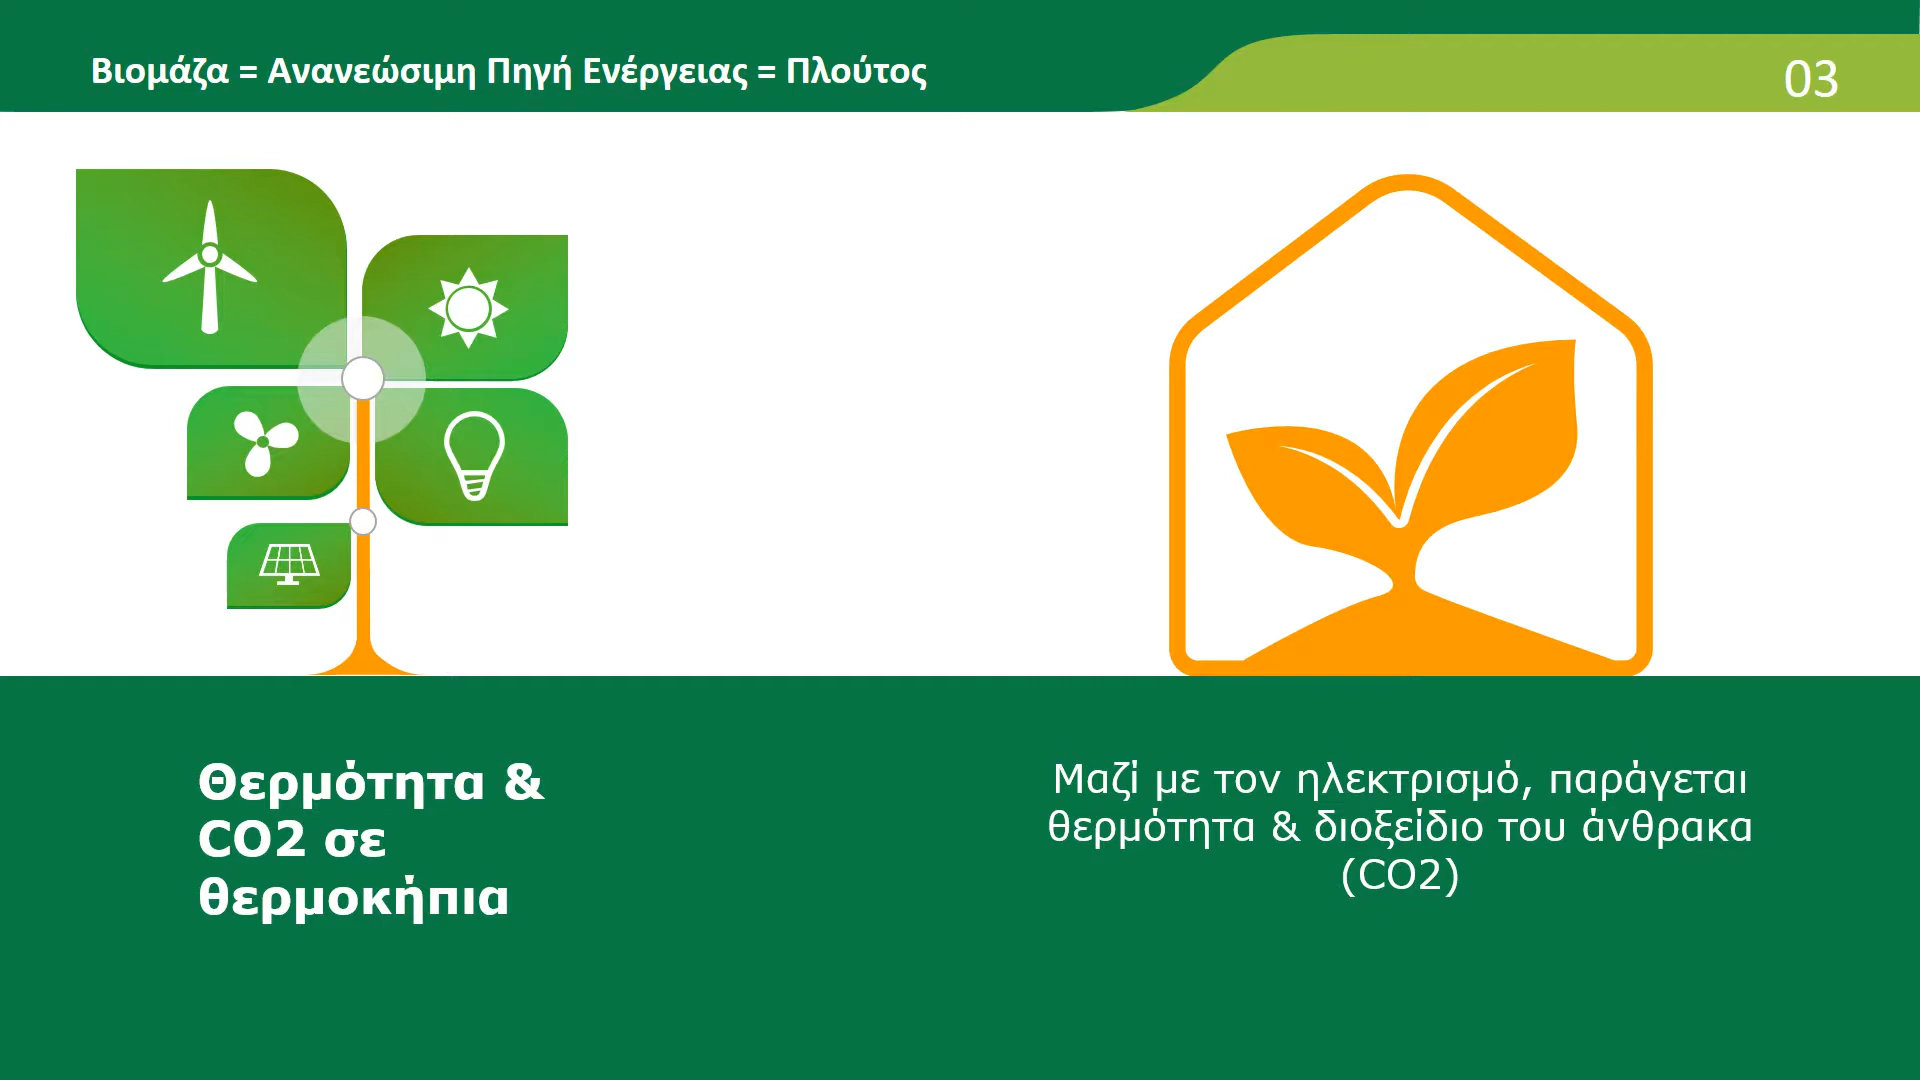 Βιομάζα = Ανανεώσιμη Πηγή Ενέργειας = Πλούτος
03
Θερμότητα &
CO2 σε
θερμοκήπια
Μαζί με τον ηλεκτρισμό, παράγεται
θερμότητα & διοξείδιο του άνθρακα
(CO2)